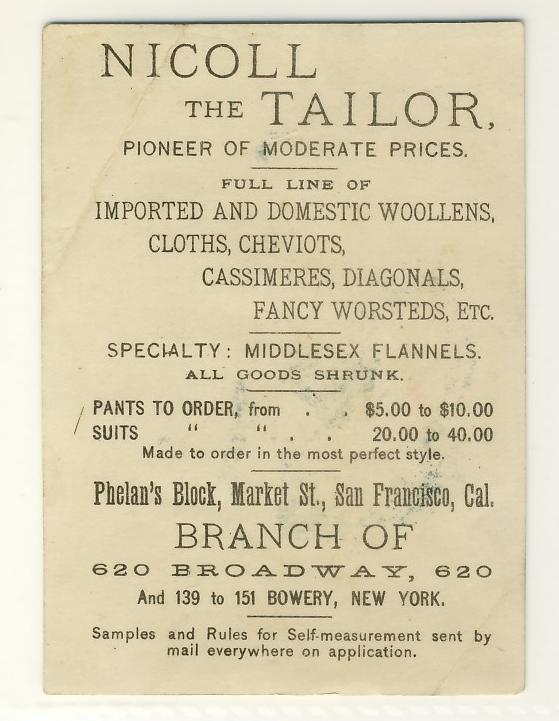 NICOLL
THE TAILOR,
PIONEER OF MODERATE PRICES.
FULL LINE OF
IMPORTED AND DOMESTIC WOOLLENS,
CLOTHS, CHEVIOTS,
CASSIMERES, DIAGONALS,
FANCY WORSTEDS, ETC.
SPECIALTY: MIDDLESEX FLANNELS.
ALL GOODS SHRUNK.
PANTS TO ORDER, from . . $5.00 to $10.00
SUITS " " . . 20.00 to 40.00
Made to order in the most perfect style.
Phelan's Block, Market St., San Francisco, Cal.
BRANCH OF
620 BROADWAY, 620
And 139 to 151 BOWERY, NEW YORK.
Samples and Rules for Self-measurement sent by
mail everywhere on application.